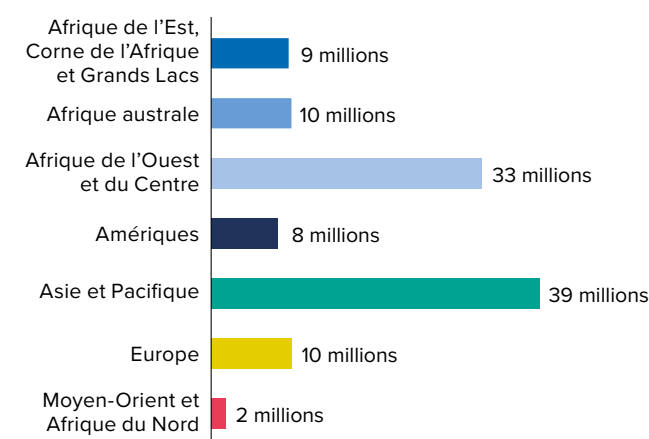 Afrique de l’Est,
Corne de l’Afrique
et Grands Lacs
9 millions
Afrique australe
10 millions
Afrique de l’Ouest
et du Centre
33 millions
Amériques
8 millions
Asie et Pacifique
39 millions
Europe
10 millions
Moyen-Orient et
Afrique du Nord
2 millions